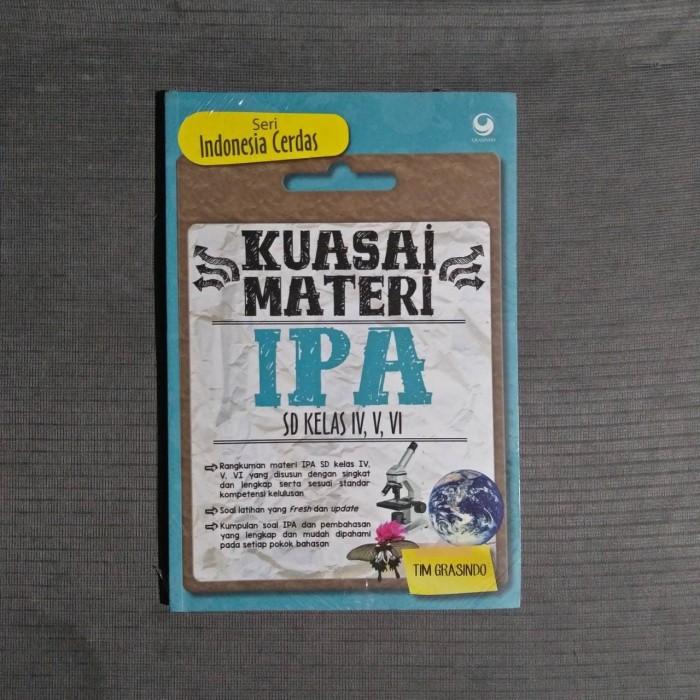 Seri
Indonesia Cerdas
GRASINDO
KUASAI
MATERI
IPA
SD KELAS IV, V, VI
Rangkuman materi IPA SD kelas IV,
V, VI yang disusun dengan singkat
dan lengkap serta sesuai standar
kompetensi kelulusan
Soal latihan yang fresh dan update
Kumpulan soal IPA dan pembahasan
yang lengkap dan mudah dipahami
pada setiap pokok bahasan
TIM GRASINDO